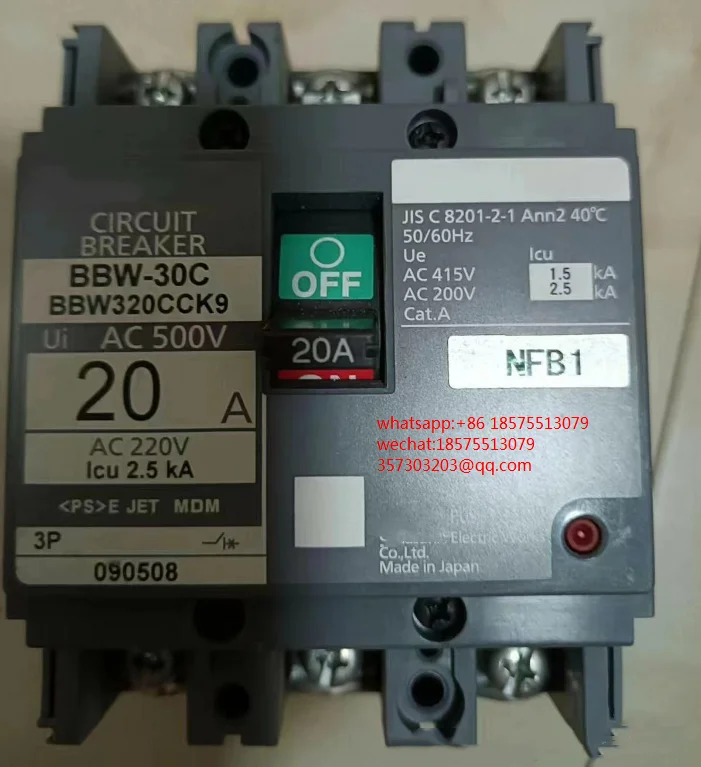 CIRCUIT
BREAKER
BBW-30C
BBW320CCK9
Ui AC 500V
20 A
AC 220V
Icu 2.5 kA
<PS>E JET MDM
3P
090508
OFF
20A
JIS C 8201-2-1 Ann2 40℃
50/60Hz
Ue Icu
AC 415V 1.5 kA
AC 200V 2.5 kA
Cat.A
NFB1
whatsapp:+86 18575513079
wechat:18575513079
357303203@qq.com
Electric
Co.,Ltd.
Made in Japan